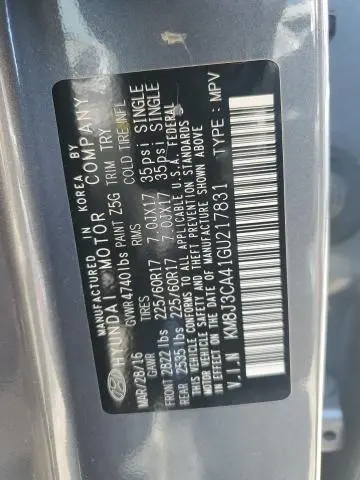 MANUFACTURED IN KOREA BY
HYUNDAI MOTOR COMPANY
MAR/28/16 GVWR 4740 lbs PAINT Z5G TRIM TRY
GAWR TIRES RIMS COLD TIRE INFL
FRONT 2822 lbs 225/60R17 7.0JX17 35psi SINGLE
REAR 2535 lbs 225/60R17 7.0JX17 35psi SINGLE
THIS VEHICLE CONFORMS TO ALL APPLICABLE U.S.A. FEDERAL
MOTOR VEHICLE SAFETY, BUMPER, AND THEFT PREVENTION STANDARDS
IN EFFECT ON THE DATE OF MANUFACTURE SHOWN ABOVE.
V.I.N KM8J3CA41GU217831 TYPE: MPV